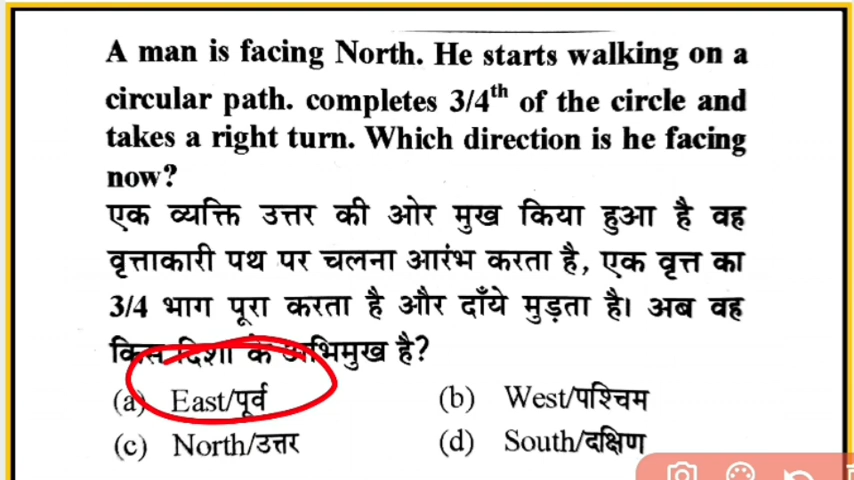 A man is facing North. He starts walking on a
circular path. completes 3/4th of the circle and
takes a right turn. Which direction is he facing
now?
एक व्यक्ति उत्तर की ओर मुख किया हुआ है वह
वृत्ताकारी पथ पर चलना आरंभ करता है, एक वृत्त का
3/4 भाग पूरा करता है और दाँये मुड़ता है। अब वह
किस दिशा के अभिमुख है?
(a) East/पूर्व (b) West/पश्चिम
(c) North/उत्तर (d) South/दक्षिण